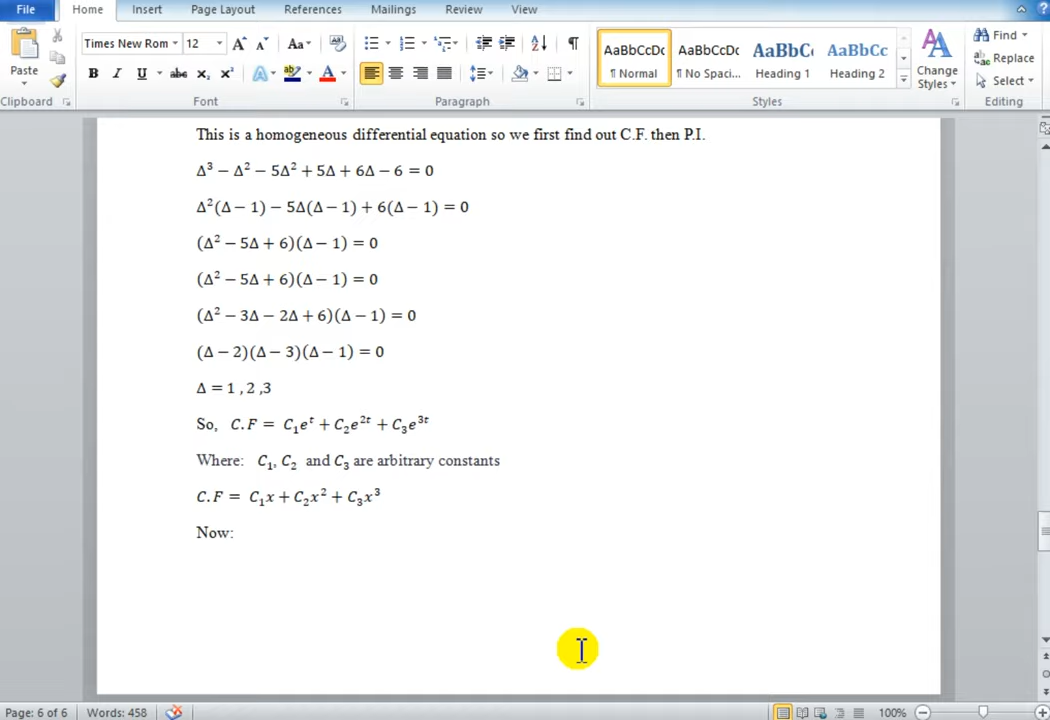 File Home Insert Page Layout References Mailings Review View
Times New Rom 12 Aa AaBbCcDc AaBbCcDc AaBbC AaBbCc Find
Paste ¶ Normal ¶ No Spaci... Heading 1 Heading 2 Change Styles Replace
B I U abc x₂ x² A ab A Select
Clipboard Font Paragraph Styles Editing
This is a homogeneous differential equation so we first find out C.F. then P.I.
Δ³ − Δ² − 5Δ² + 5Δ + 6Δ − 6 = 0
Δ²(Δ − 1) − 5Δ(Δ − 1) + 6(Δ − 1) = 0
(Δ² − 5Δ + 6)(Δ − 1) = 0
(Δ² − 5Δ + 6)(Δ − 1) = 0
(Δ² − 3Δ − 2Δ + 6)(Δ − 1) = 0
(Δ − 2)(Δ − 3)(Δ − 1) = 0
Δ = 1 , 2 ,3
So, C.F = C₁eᵗ + C₂e²ᵗ + C₃e³ᵗ
Where: C₁, C₂ and C₃ are arbitrary constants
C.F = C₁x + C₂x² + C₃x³
Now:
Page: 6 of 6 Words: 458 100%